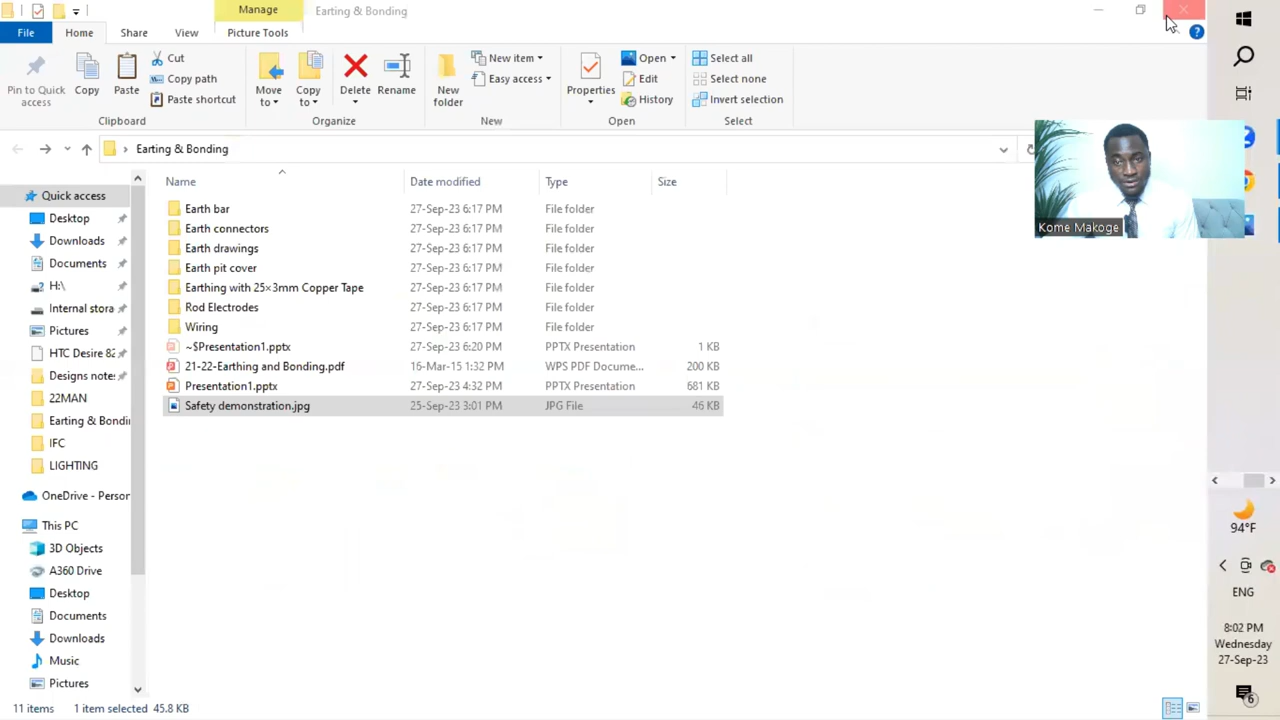 Manage
Earting & Bonding
File
Home
Share
View
Picture Tools
Pin to Quick access
Copy
Paste
Cut
Copy path
Paste shortcut
Clipboard
Move to
Copy to
Delete
Rename
Organize
New folder
New item
Easy access
New
Properties
Open
Edit
History
Open
Select all
Select none
Invert selection
Select
Earting & Bonding
Name Date modified Type Size
Earth bar 27-Sep-23 6:17 PM File folder
Earth connectors 27-Sep-23 6:17 PM File folder
Earth drawings 27-Sep-23 6:17 PM File folder
Earth pit cover 27-Sep-23 6:17 PM File folder
Earthing with 25×3mm Copper Tape 27-Sep-23 6:17 PM File folder
Rod Electrodes 27-Sep-23 6:17 PM File folder
Wiring 27-Sep-23 6:17 PM File folder
~$Presentation1.pptx 27-Sep-23 6:20 PM PPTX Presentation 1 KB
21-22-Earthing and Bonding.pdf 16-Mar-15 1:32 PM WPS PDF Docume... 200 KB
Presentation1.pptx 27-Sep-23 4:32 PM PPTX Presentation 681 KB
Safety demonstration.jpg 25-Sep-23 3:01 PM JPG File 46 KB
Quick access
Desktop
Downloads
Documents
H:\
Internal stora
Pictures
HTC Desire 82
Designs notes
22MAN
Earting & Bondi
IFC
LIGHTING
OneDrive - Person
This PC
3D Objects
A360 Drive
Desktop
Documents
Downloads
Music
Pictures
11 items 1 item selected 45.8 KB
Kome Makoge
94°F
ENG
8:02 PM
Wednesday
27-Sep-23
6